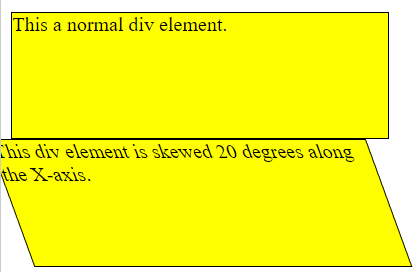 This a normal div element.
This div element is skewed 20 degrees along
the X-axis.